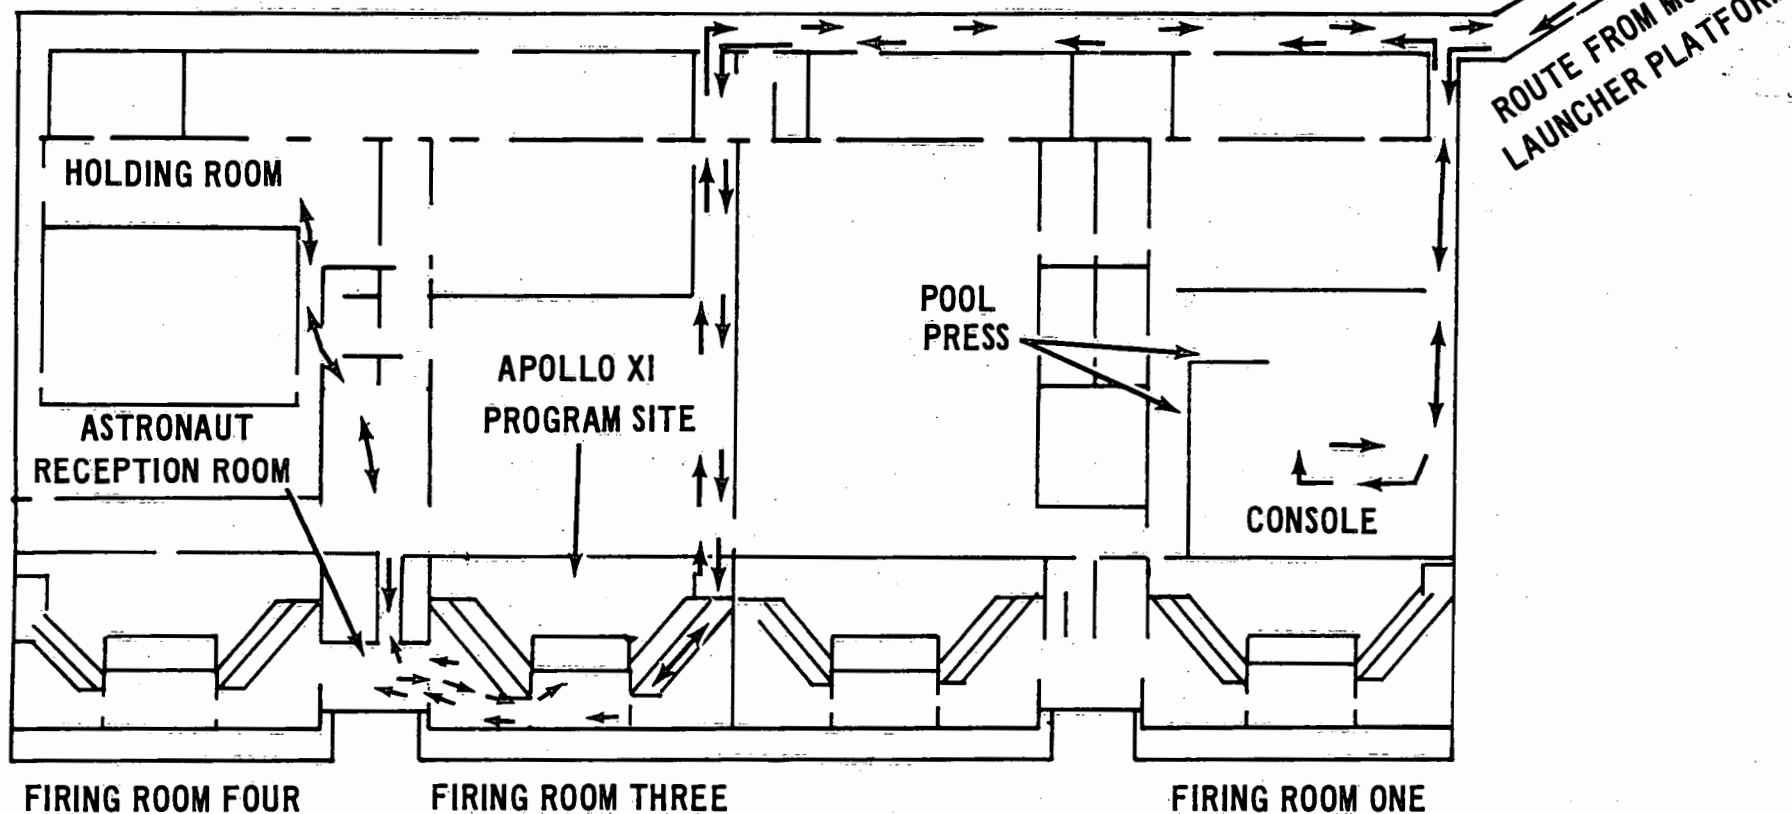 ROUTE FROM
LAUNCHER PLATFORM
HOLDING ROOM
POOL
PRESS
APOLLO XI
PROGRAM SITE
ASTRONAUT
RECEPTION ROOM
CONSOLE
FIRING ROOM FOUR
FIRING ROOM THREE
FIRING ROOM ONE